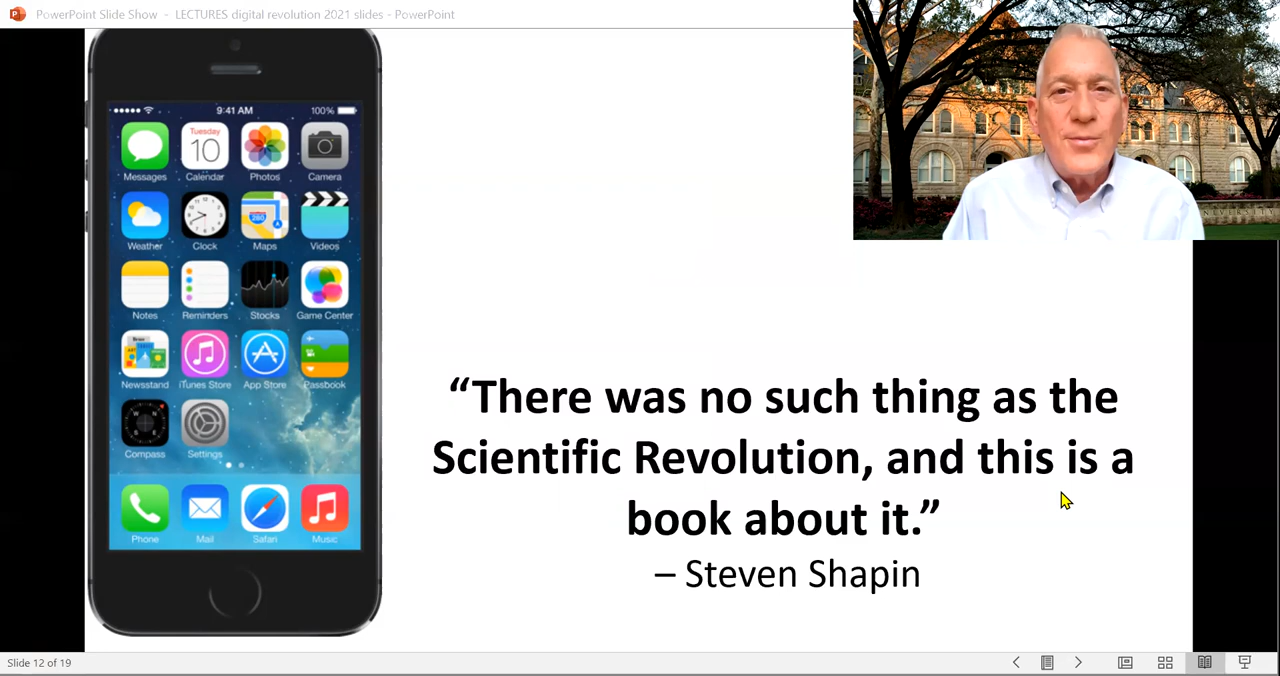 PowerPoint Slide Show - LECTURES digital revolution 2021 slides - PowerPoint
9:41 AM 100%
Tuesday
10
Messages Calendar Photos Camera
280
Weather Clock Maps Videos
Notes Reminders Stocks Game Center
Newsstand iTunes Store App Store Passbook
Compass Settings
Phone Mail Safari Music
“There was no such thing as the
Scientific Revolution, and this is a
book about it.”
– Steven Shapin
Slide 12 of 19